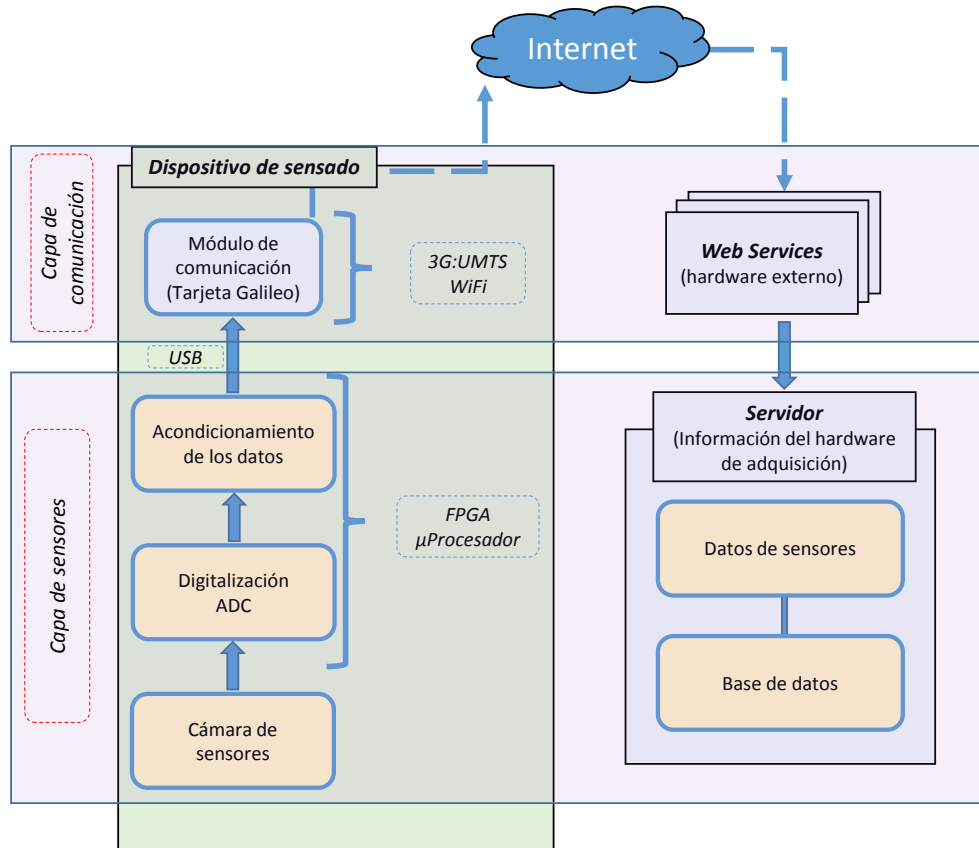 Internet
Dispositivo de sensado
Capa de
comunicación
Módulo de
comunicación
(Tarjeta Galileo)
3G:UMTS
WiFi
Web Services
(hardware externo)
USB
Capa de sensores
Acondicionamiento
de los datos
FPGA
µProcesador
Digitalización
ADC
Cámara de
sensores
Servidor
(Información del hardware
de adquisición)
Datos de sensores
Base de datos